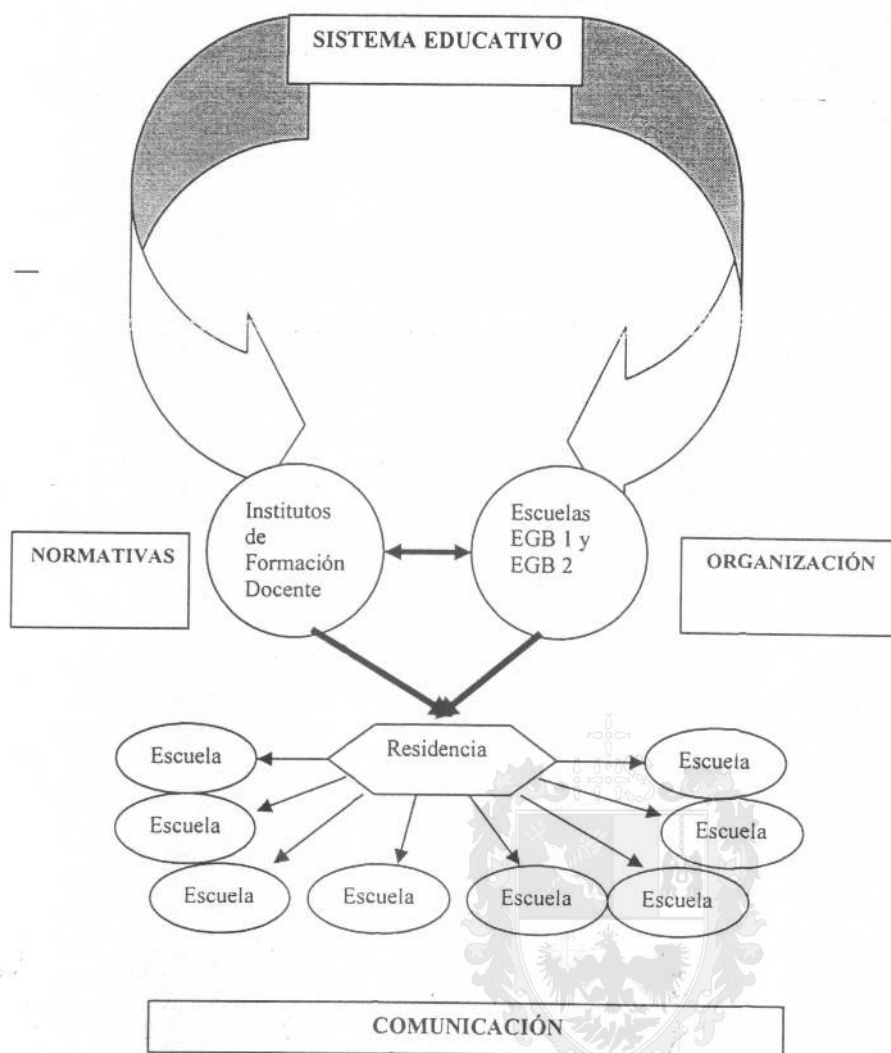 SISTEMA EDUCATIVO
Institutos
de
Formación
Docente
Escuelas
EGB 1 y
EGB 2
NORMATIVAS
ORGANIZACIÓN
Residencia
Escuela
Escuela
Escuela
Escuela
Escuela
Escuela
Escuela
Escuela
COMUNICACIÓN